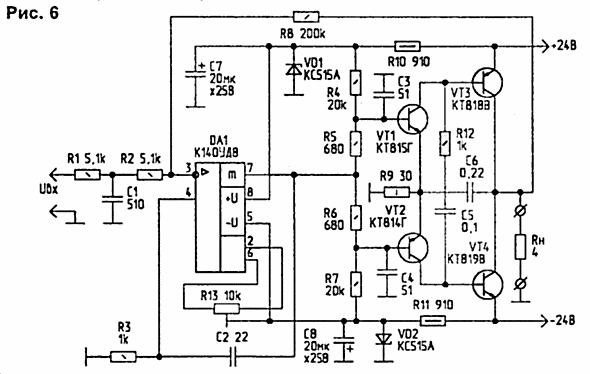 Рис. 6
R8 200k
+24В
C7
20мк
x25В
VD1
КС515А
R10 910
VT3
КТ818В
R4
20k
C3
51
VT1
КТ815Г
R12
1k
DA1
К140УД8
R5
680
C6
0,22
R1 5,1k
R2 5,1k
3
m
7
Uвх
C1
510
4
+U
8
R9 30
VT2
КТ814Г
-U
5
R6
680
C5
0,1
Rн
4
2
6
VT4
КТ819В
R7
20k
C4
51
R13 10k
R11 910
-24В
R3
1k
C2 22
C8
20мк
x25В
VD2
КС515А